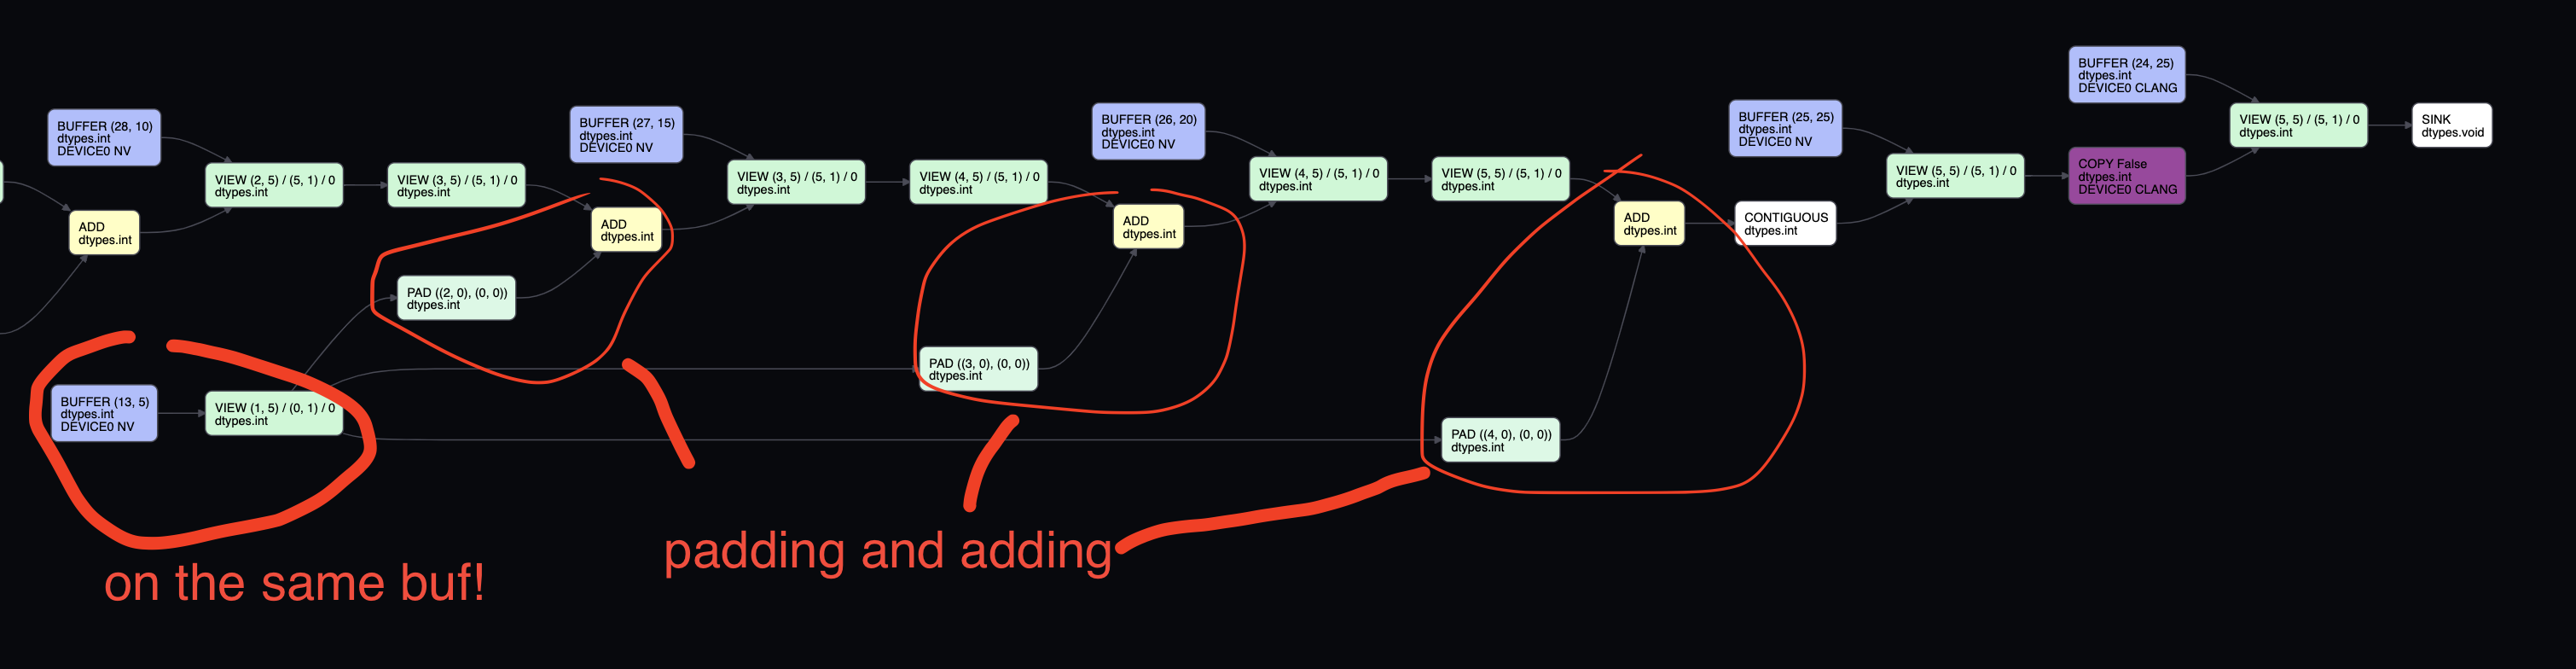 BUFFER (24, 25)
dtypes.int
DEVICE0 CLANG
BUFFER (28, 10)
dtypes.int
DEVICE0 NV
BUFFER (27, 15)
dtypes.int
DEVICE0 NV
BUFFER (26, 20)
dtypes.int
DEVICE0 NV
BUFFER (25, 25)
dtypes.int
DEVICE0 NV
VIEW (5, 5) / (5, 1) / 0
dtypes.int
SINK
dtypes.void
VIEW (2, 5) / (5, 1) / 0
dtypes.int
VIEW (3, 5) / (5, 1) / 0
dtypes.int
VIEW (3, 5) / (5, 1) / 0
dtypes.int
VIEW (4, 5) / (5, 1) / 0
dtypes.int
VIEW (4, 5) / (5, 1) / 0
dtypes.int
VIEW (5, 5) / (5, 1) / 0
dtypes.int
VIEW (5, 5) / (5, 1) / 0
dtypes.int
COPY False
dtypes.int
DEVICE0 CLANG
ADD
dtypes.int
ADD
dtypes.int
ADD
dtypes.int
ADD
dtypes.int
CONTIGUOUS
dtypes.int
PAD ((2, 0), (0, 0))
dtypes.int
PAD ((3, 0), (0, 0))
dtypes.int
BUFFER (13, 5)
dtypes.int
DEVICE0 NV
VIEW (1, 5) / (0, 1) / 0
dtypes.int
PAD ((4, 0), (0, 0))
dtypes.int
padding and adding
on the same buf!